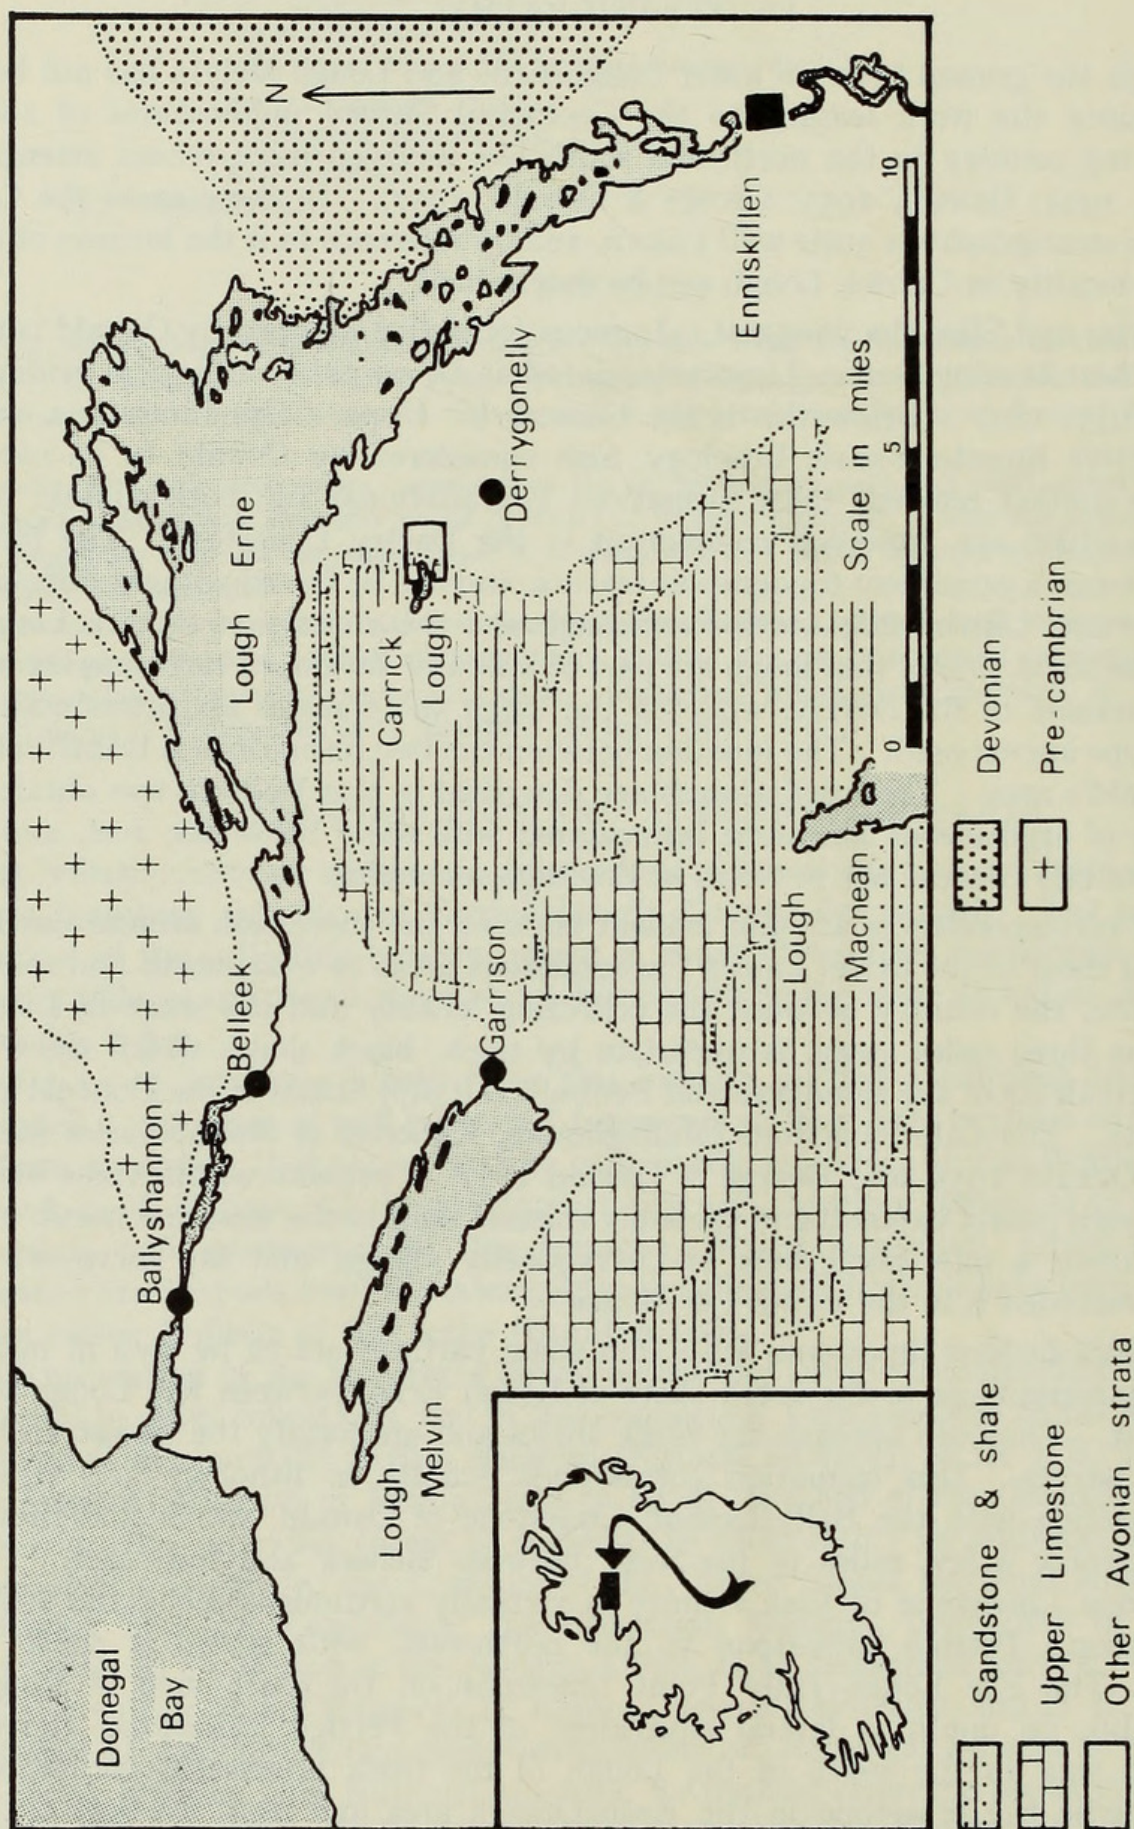 Donegal
Bay
Ballyshannon
Belleek
Lough Erne
N
Lough
Melvin
Garrison
Carrick
Lough
Derrygonelly
Enniskillen
Lough
Macnean
Scale in miles
0
5
10
Sandstone & shale
Upper Limestone
Other Avonian strata
Devonian
Pre-cambrian